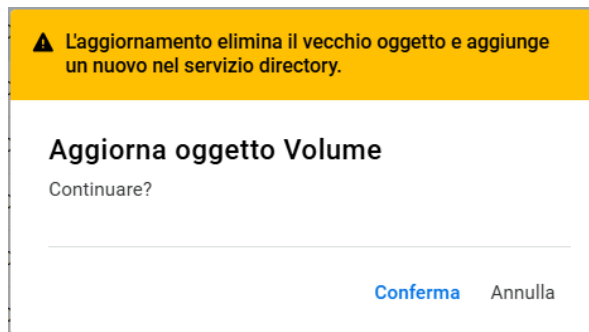 L'aggiornamento elimina il vecchio oggetto e aggiunge
un nuovo nel servizio directory.
Aggiorna oggetto Volume
Continuare?
Conferma Annulla